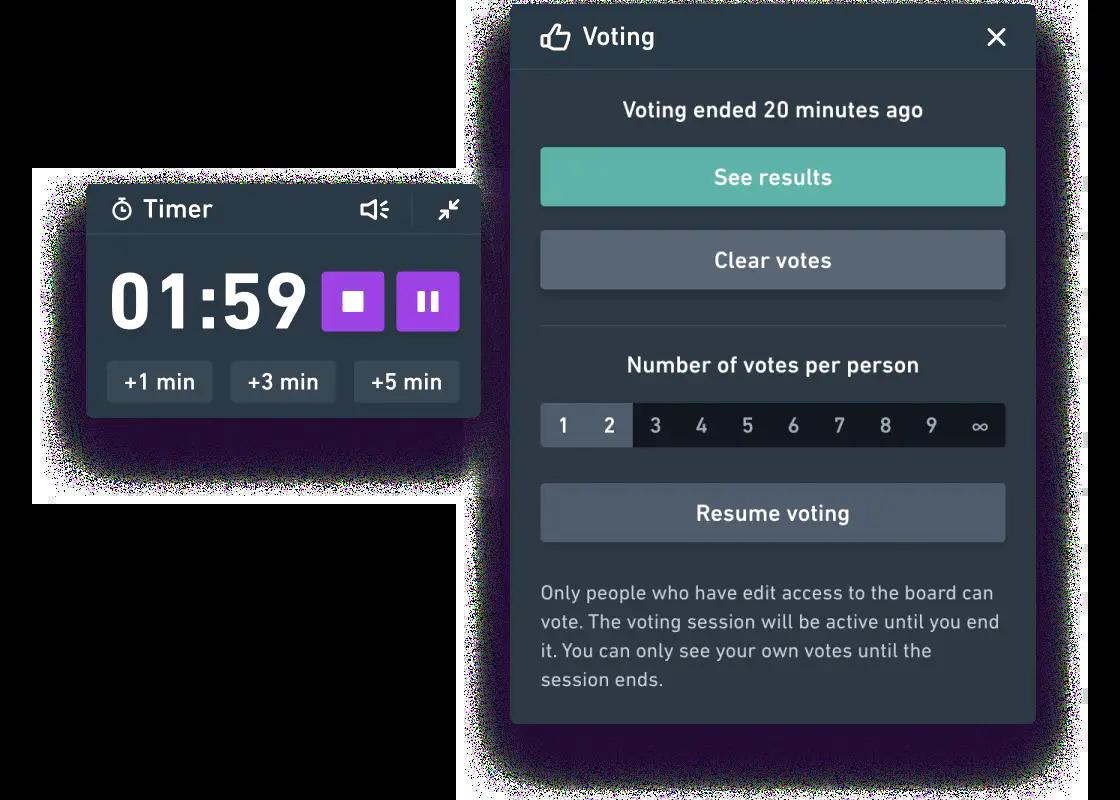 Timer
01:59
+1 min +3 min +5 min
Voting
Voting ended 20 minutes ago
See results
Clear votes
Number of votes per person
1 2 3 4 5 6 7 8 9 ∞
Resume voting
Only people who have edit access to the board can
vote. The voting session will be active until you end
it. You can only see your own votes until the
session ends.